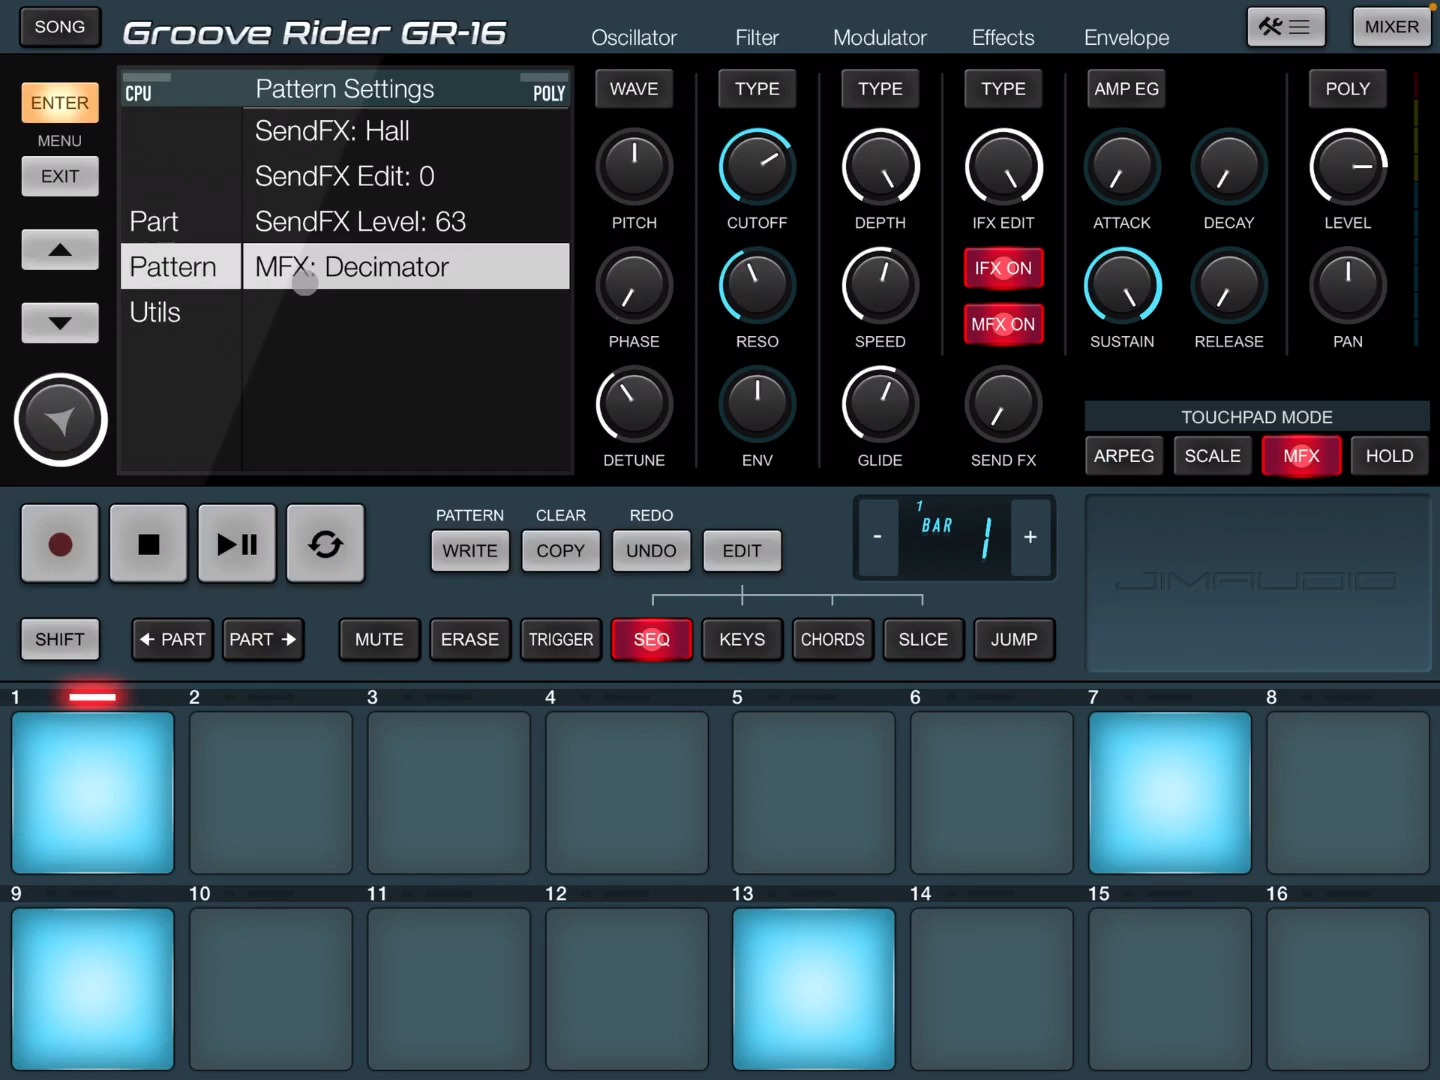 SONG
Groove Rider GR-16
Oscillator
Filter
Modulator
Effects
Envelope
MIXER
ENTER
MENU
EXIT
CPU
Pattern Settings
POLY
SendFX: Hall
SendFX Edit: 0
Part
SendFX Level: 63
Pattern
MFX: Decimator
Utils
WAVE
TYPE
TYPE
TYPE
AMP EG
POLY
PITCH
CUTOFF
DEPTH
IFX EDIT
ATTACK
DECAY
LEVEL
IFX ON
MFX ON
PHASE
RESO
SPEED
SUSTAIN
RELEASE
PAN
DETUNE
ENV
GLIDE
SEND FX
TOUCHPAD MODE
ARPEG
SCALE
MFX
HOLD
PATTERN
CLEAR
REDO
WRITE
COPY
UNDO
EDIT
-
1
BAR
1
+
JIMAUDIO
SHIFT
PART
PART
MUTE
ERASE
TRIGGER
SEQ
KEYS
CHORDS
SLICE
JUMP
1
2
3
4
5
6
7
8
9
10
11
12
13
14
15
16